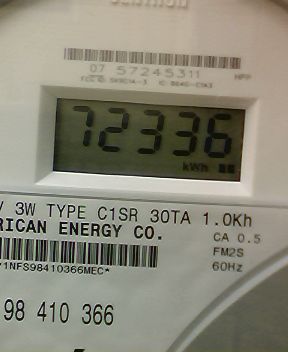 07 57245311
72336
kWh
3W TYPE C1SR 30TA 1.0Kh
RICAN ENERGY CO.
CA 0.5
FM2S
60Hz
*1NFS98410366MEC*
98 410 366